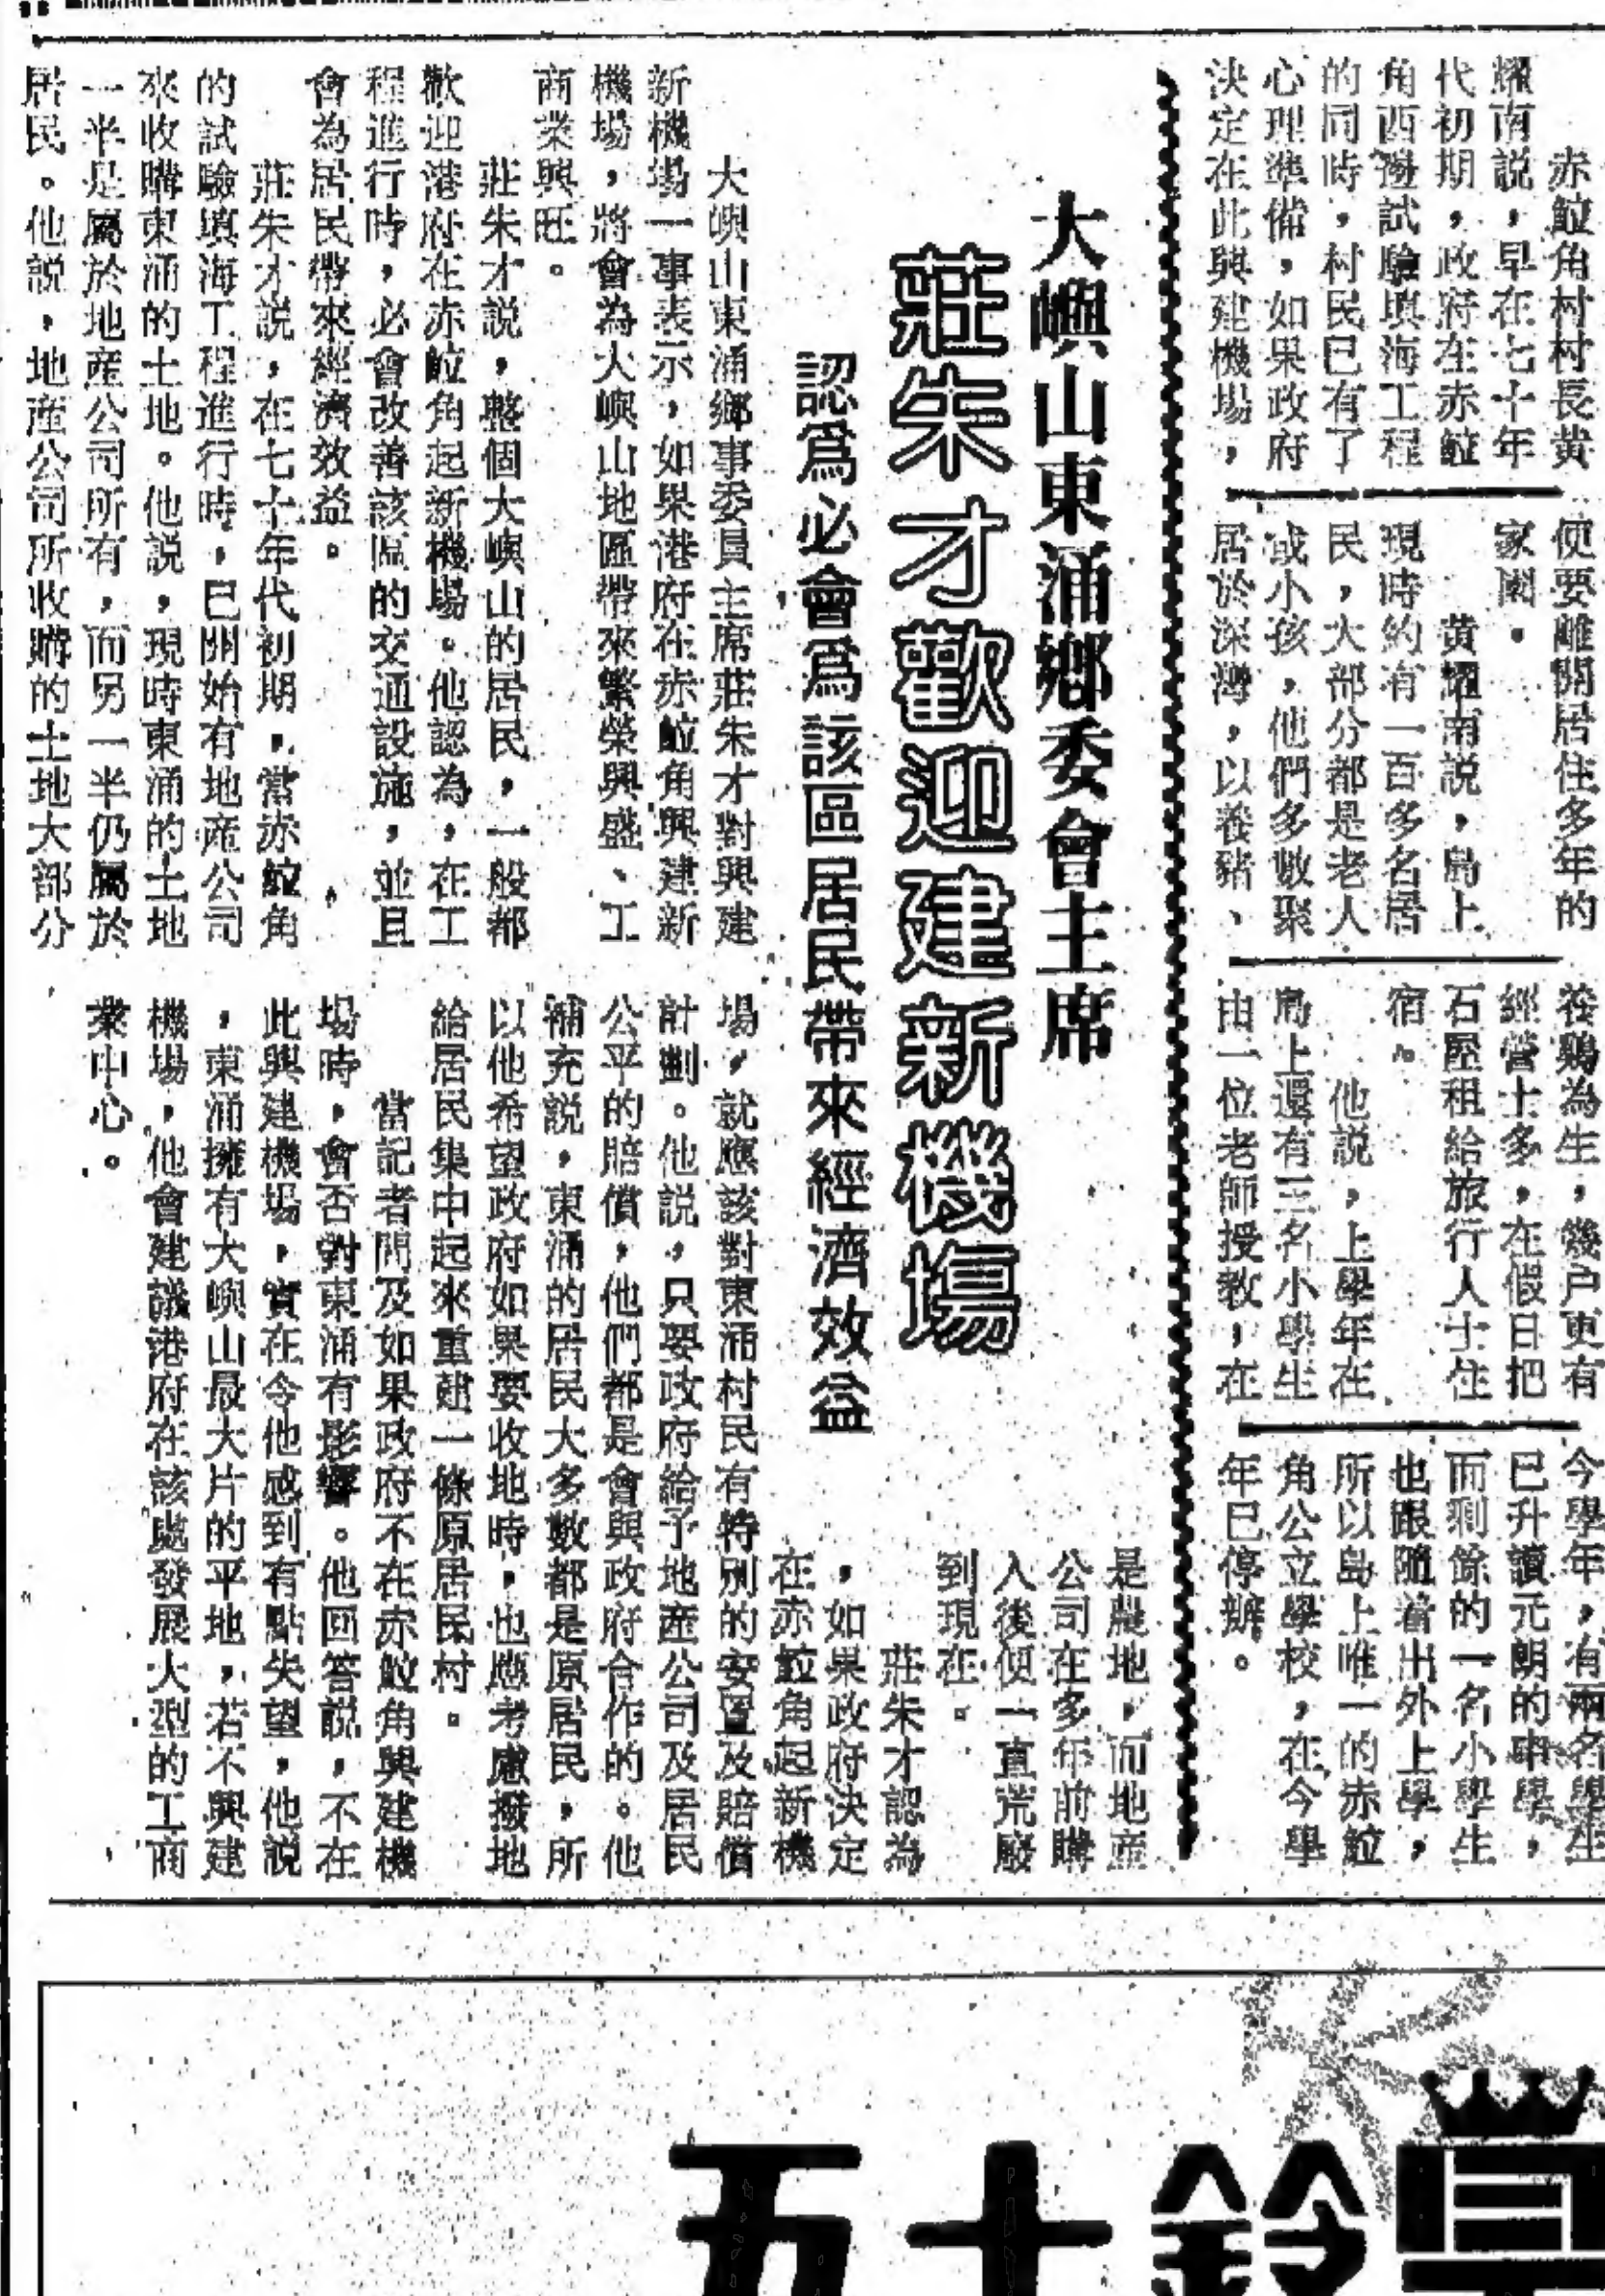 赤鱲角村村長黄
耀南説，早在七十年
代初期，政府在赤鱲
角西邊試驗填海工程
的同時，村民已有了
心理準備，如果政府
決定在此興建機場，
便要離開居住多年的
家園。
黄耀南説，島上
現時約有一百多名居
民，大部分都是老人
或小孩，他們多數聚
居於深灣，以養豬、
養鷄為生，幾户更有
經營士多，在假日把
石屋租給旅行人士住
宿。
他説，上學年在
島上還有三名小學生
由一位老師授教，在
今學年，有兩名學生
已升讀元朗的中學，
而剩餘的一名小學生
也跟隨着出外上學，
所以島上唯一的赤鱲
角公立學校，在今學
年已停辦。
大嶼山東涌鄉委會主席
莊朱才歡迎建新機場
認爲必會爲該區居民帶來經濟效益
大嶼山東涌鄉事委員主席莊朱才對興建
新機場一事表示，如果港府在赤鱲角興建新
機場，將會為大嶼山地區帶來繁榮興盛、工
商業興旺。
莊朱才説，整個大嶼山的居民，一般都
歡迎港府在赤鱲角起新機場。他認為，在工
程進行時，必會改善該區的交通設施，並且
會為居民帶來經濟效益。
莊朱才説，在七十年代初期，當赤鱲角
的試驗填海工程進行時，已開始有地産公司
來收購東涌的土地。他説，現時東涌的土地
一半是屬於地産公司所有，而另一半仍屬於
居民。他説，地産公司所收購的土地大部分
是農地，而地産
公司在多年前購
入後便一直荒廢
到現在。
莊朱才認為
，如果政府決定
在赤鱲角起新機
場，就應該對東涌村民有特別的安置及賠償
計劃。他説，只要政府給予地産公司及居民
公平的賠償，他們都是會與政府合作的。他
補充説，東涌的居民大多數都是原居民，所
以他希望政府如果要收地時，也應考慮撥地
給居民集中起來重建一條原居民村。
當記者問及如果政府不在赤鱲角興建機
場時，會否對東涌有影響。他回答説，不在
此興建機場，實在令他感到有點失望，他説
，東涌擁有大嶼山最大片的平地，若不興建
機場，他會建議港府在該處發展大型的工商
業中心。
五十鈴